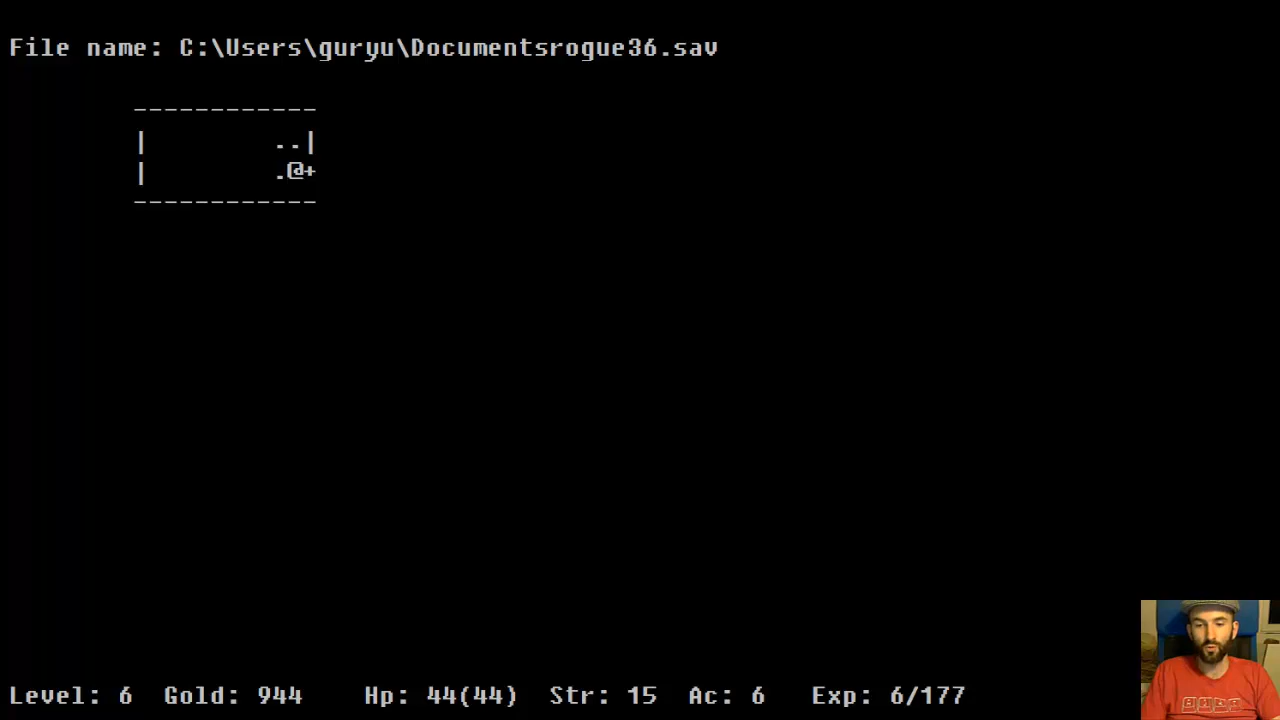 File name: C:\Users\guryu\Documentsrogue36.sav
------------
|        ..|
|        .@+
------------
Level: 6  Gold: 944    Hp: 44(44)  Str: 15  Ac: 6   Exp: 6/177